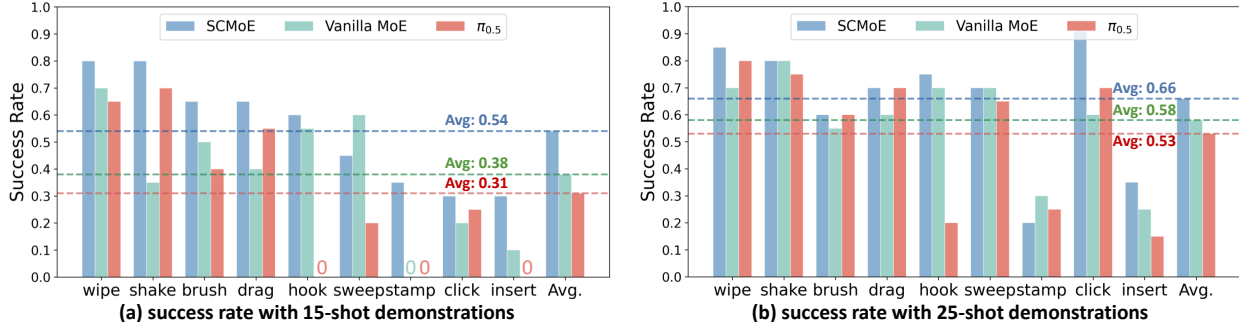 SCMoE Vanilla MoE π0.5
Success Rate
1.0
0.9
0.8
0.7
0.6
0.5
0.4
0.3
0.2
0.1
0.0
Avg: 0.54
Avg: 0.38
Avg: 0.31
0 0 0 0
wipe shake brush drag hook sweep stamp click insert Avg.
(a) success rate with 15-shot demonstrations
SCMoE Vanilla MoE π0.5
Success Rate
1.0
0.9
0.8
0.7
0.6
0.5
0.4
0.3
0.2
0.1
0.0
Avg: 0.66
Avg: 0.58
Avg: 0.53
wipe shake brush drag hook sweep stamp click insert Avg.
(b) success rate with 25-shot demonstrations